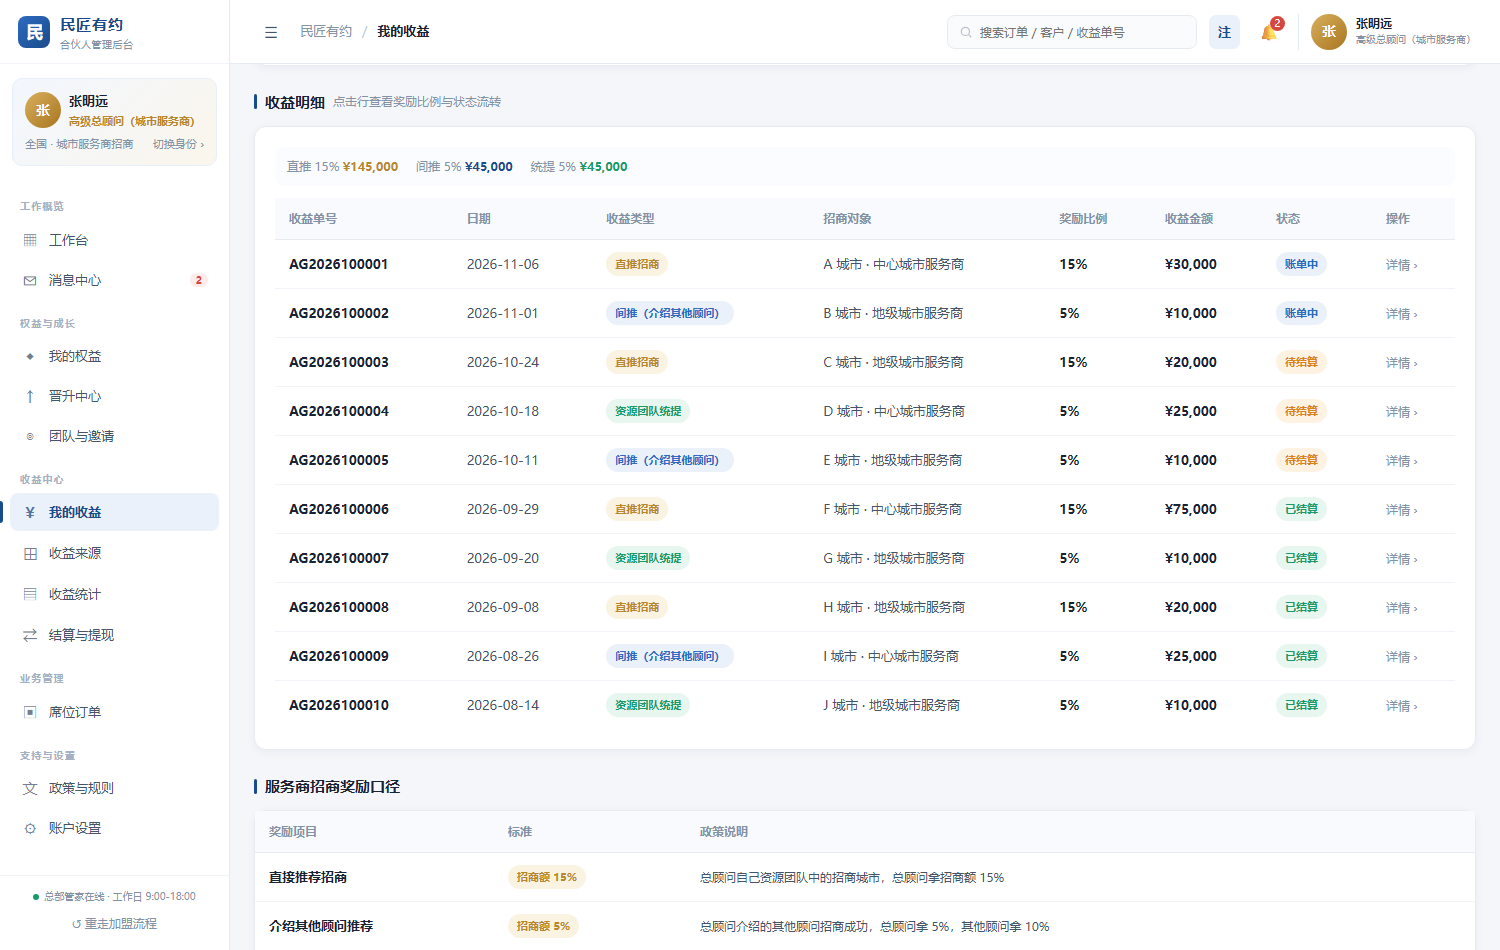 民 民匠有约
合伙人管理后台
张 张明远
高级总顾问（城市服务商）
全国 · 城市服务商招商 切换身份 ›
工作概览
工作台
消息中心 2
权益与成长
我的权益
晋升中心
团队与邀请
收益中心
¥ 我的收益
收益来源
收益统计
结算与提现
业务管理
席位订单
支持与设置
文 政策与规则
账户设置
总部管家在线 · 工作日 9:00-18:00
↺ 重走加盟流程
☰ 民匠有约 / 我的收益
搜索订单 / 客户 / 收益单号
注
2
张 张明远
高级总顾问（城市服务商）
收益明细 点击行查看奖励比例与状态流转
直推 15% ¥145,000 间推 5% ¥45,000 统提 5% ¥45,000
收益单号 日期 收益类型 招商对象 奖励比例 收益金额 状态 操作
AG2026100001 2026-11-06 直推招商 A 城市 · 中心城市服务商 15% ¥30,000 账单中 详情 ›
AG2026100002 2026-11-01 间推（介绍其他顾问） B 城市 · 地级城市服务商 5% ¥10,000 账单中 详情 ›
AG2026100003 2026-10-24 直推招商 C 城市 · 地级城市服务商 15% ¥20,000 待结算 详情 ›
AG2026100004 2026-10-18 资源团队统提 D 城市 · 中心城市服务商 5% ¥25,000 待结算 详情 ›
AG2026100005 2026-10-11 间推（介绍其他顾问） E 城市 · 地级城市服务商 5% ¥10,000 待结算 详情 ›
AG2026100006 2026-09-29 直推招商 F 城市 · 中心城市服务商 15% ¥75,000 已结算 详情 ›
AG2026100007 2026-09-20 资源团队统提 G 城市 · 地级城市服务商 5% ¥10,000 已结算 详情 ›
AG2026100008 2026-09-08 直推招商 H 城市 · 地级城市服务商 15% ¥20,000 已结算 详情 ›
AG2026100009 2026-08-26 间推（介绍其他顾问） I 城市 · 中心城市服务商 5% ¥25,000 已结算 详情 ›
AG2026100010 2026-08-14 资源团队统提 J 城市 · 地级城市服务商 5% ¥10,000 已结算 详情 ›
服务商招商奖励口径
奖励项目 标准 政策说明
直接推荐招商 招商额 15% 总顾问自己资源团队中的招商城市，总顾问拿招商额 15%
介绍其他顾问推荐 招商额 5% 总顾问介绍的其他顾问招商成功，总顾问拿 5%，其他顾问拿 10%